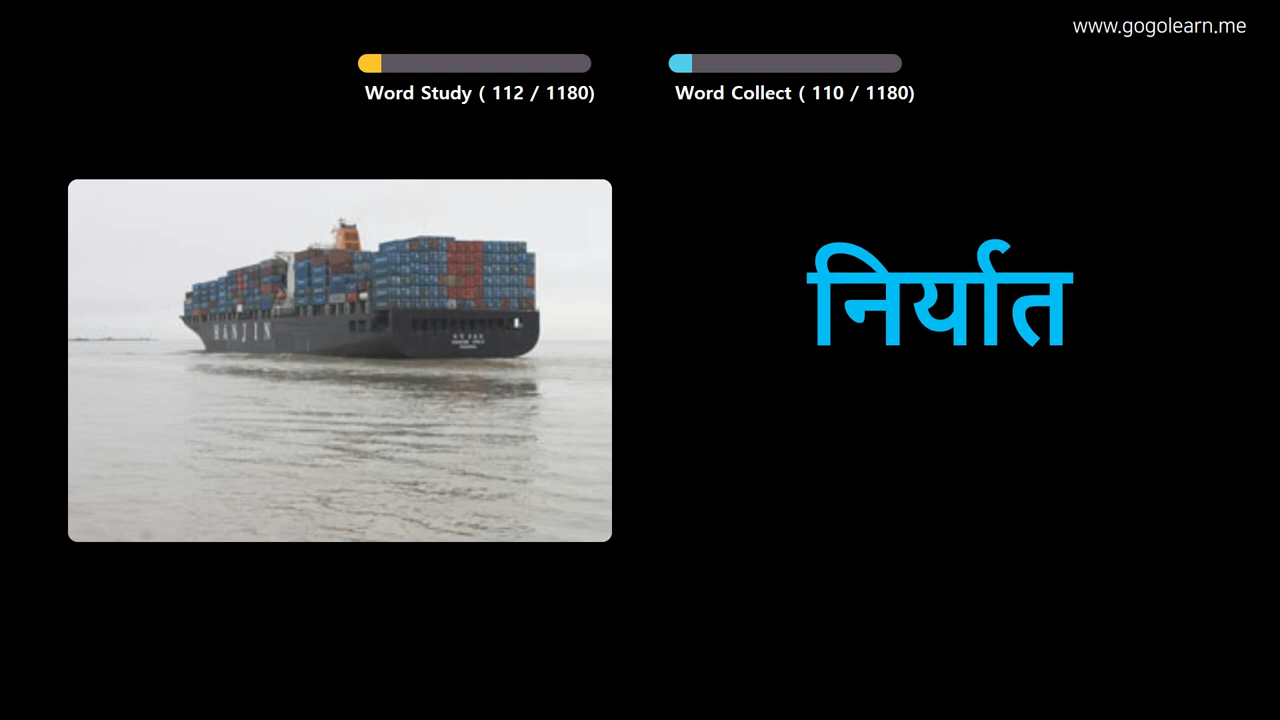 www.gogolearn.me
Word Study ( 112 / 1180)
Word Collect ( 110 / 1180)
निर्यात
HANJIN